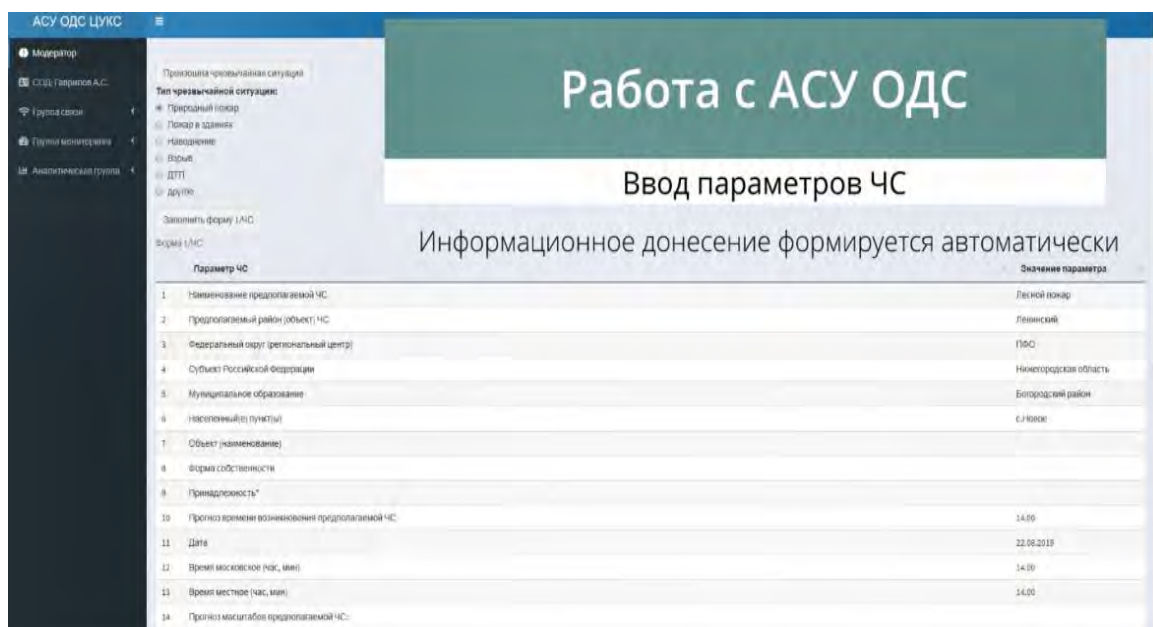 АСУ ОДС ЦУКС
Модератор
СОД: Гаврилов А.С.
Группа связи
Группа мониторинга
Аналитическая группа
Работа с АСУ ОДС
Ввод параметров ЧС
Информационное донесение формируется автоматически
Произошла чрезвычайная ситуация
Тип чрезвычайной ситуации:
Природный пожар
Пожар в зданиях
Наводнение
Взрыв
ДТП
другое
Заполнить форму 1/ЧС
Форма 1/ЧС
Параметр ЧС Значение параметра
1 Наименование предполагаемой ЧС Лесной пожар
2 Предполагаемый район (объект) ЧС Ленинский
3 Федеральный округ (региональный центр) ПФО
4 Субъект Российской Федерации Нижегородская область
5 Муниципальное образование Богородский район
6 Населенный(е) пункт(ы) с.Новое
7 Объект (наименование)
8 Форма собственности
9 Принадлежность*
10 Прогноз времени возникновения предполагаемой ЧС 14.00
11 Дата 22.08.2019
12 Время московское (час, мин) 14.00
13 Время местное (час, мин) 14.00
14 Прогноз масштабов предполагаемой ЧС: